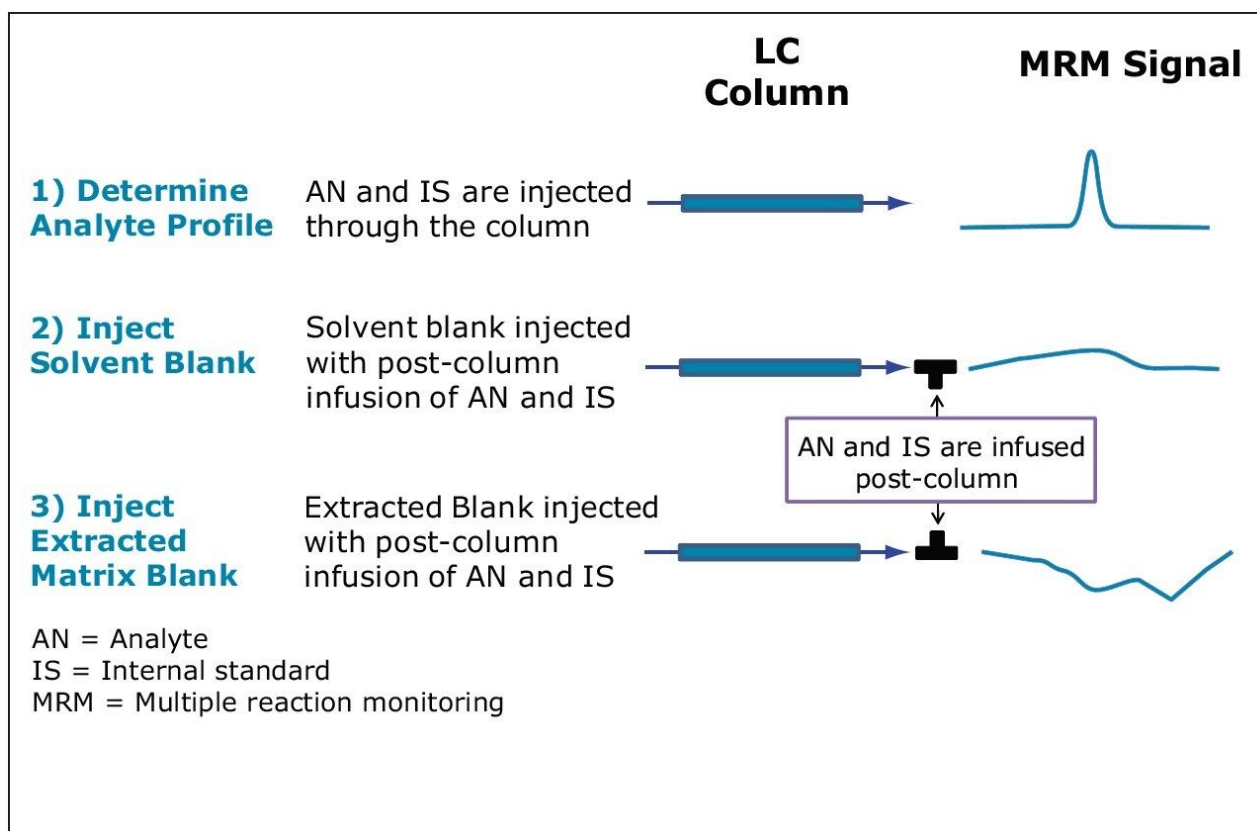 LC
Column
MRM Signal
1) Determine
Analyte Profile
AN and IS are injected
through the column
2) Inject
Solvent Blank
Solvent blank injected
with post-column
infusion of AN and IS
AN and IS are infused
post-column
3) Inject
Extracted
Matrix Blank
Extracted Blank injected
with post-column
infusion of AN and IS
AN = Analyte
IS = Internal standard
MRM = Multiple reaction monitoring